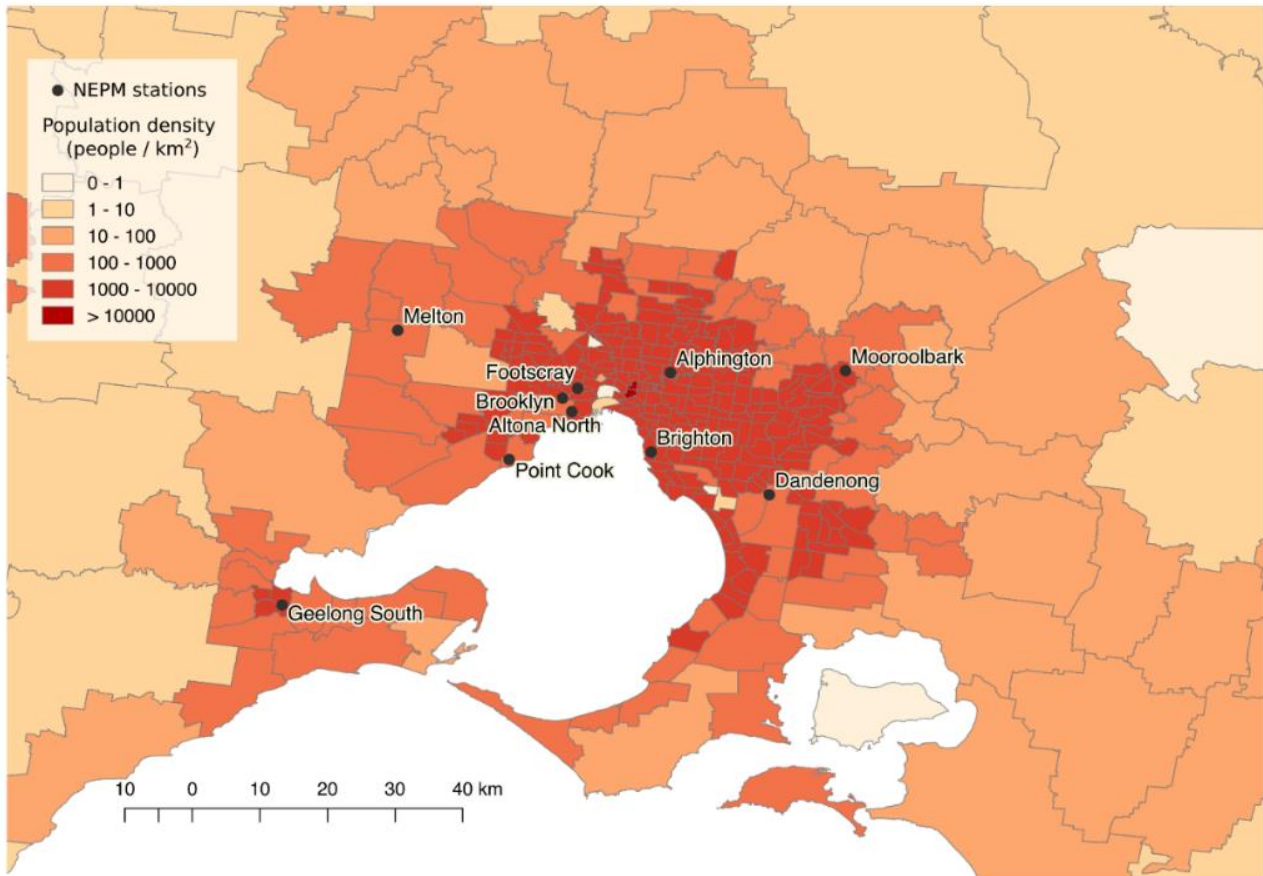 NEPM stations
Population density
(people / km²)
0 - 1
1 - 10
10 - 100
100 - 1000
1000 - 10000
> 10000
Melton
Alphington
Mooroolbark
Footscray
Brooklyn
Altona North
Brighton
Point Cook
Dandenong
Geelong South
10 0 10 20 30 40 km